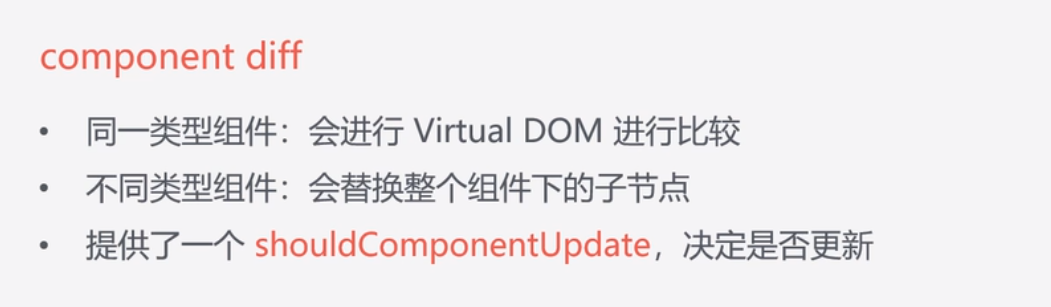 component diff
• 同一类型组件：会进行 Virtual DOM 进行比较
• 不同类型组件：会替换整个组件下的子节点
• 提供了一个 shouldComponentUpdate，决定是否更新